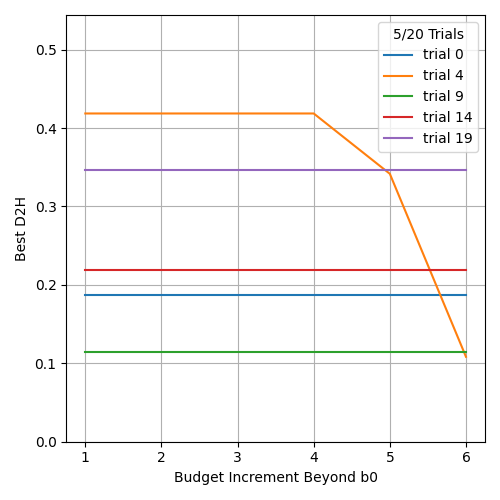 5/20 Trials
trial 0
trial 4
trial 9
trial 14
trial 19
0.5
0.4
0.3
0.2
0.1
0.0
Best D2H
1 2 3 4 5 6
Budget Increment Beyond b0